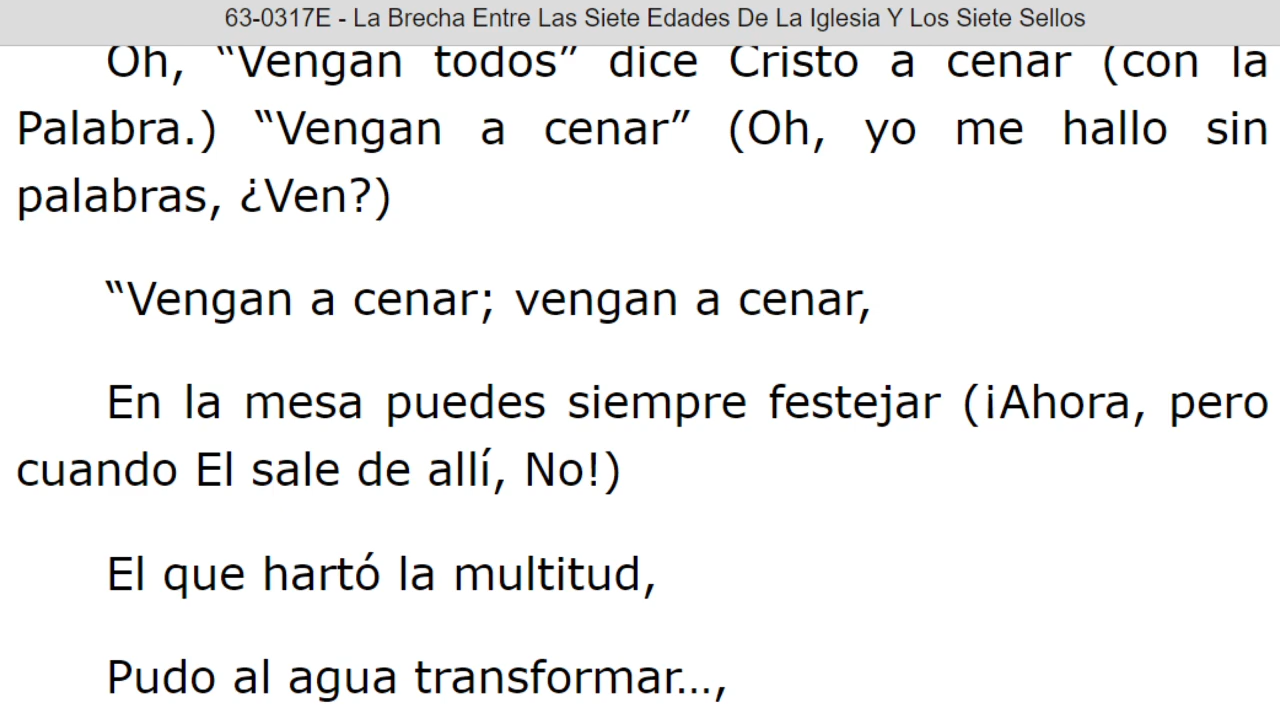 63-0317E - La Brecha Entre Las Siete Edades De La Iglesia Y Los Siete Sellos
Oh, “Vengan todos” dice Cristo a cenar (con la
Palabra.) “Vengan a cenar” (Oh, yo me hallo sin
palabras, ¿Ven?)
“Vengan a cenar; vengan a cenar,
En la mesa puedes siempre festejar (¡Ahora, pero
cuando El sale de allí, No!)
El que hartó la multitud,
Pudo al agua transformar...,